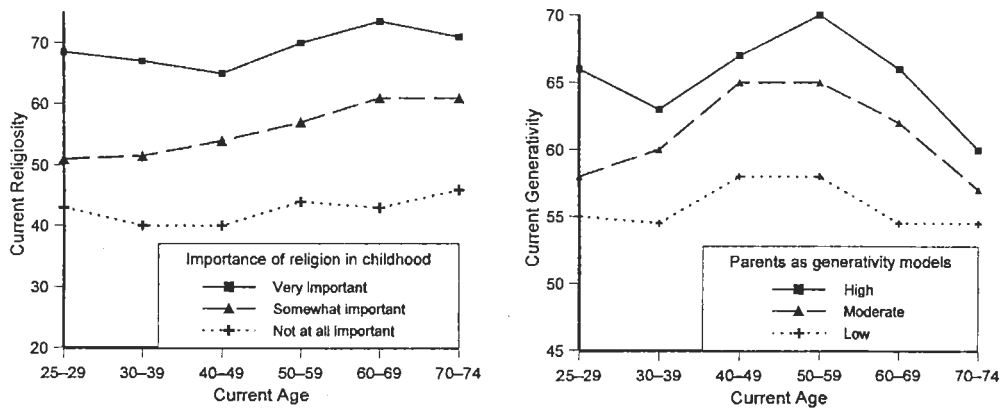 Current Religiosity
70
60
50
40
30
20
Importance of religion in childhood
Very Important
Somewhat important
Not at all Important
25–29 30–39 40–49 50–59 60–69 70–74
Current Age
Current Generativity
70
65
60
55
50
45
Parents as generativity models
High
Moderate
Low
25–29 30–39 40–49 50–59 60–69 70–74
Current Age